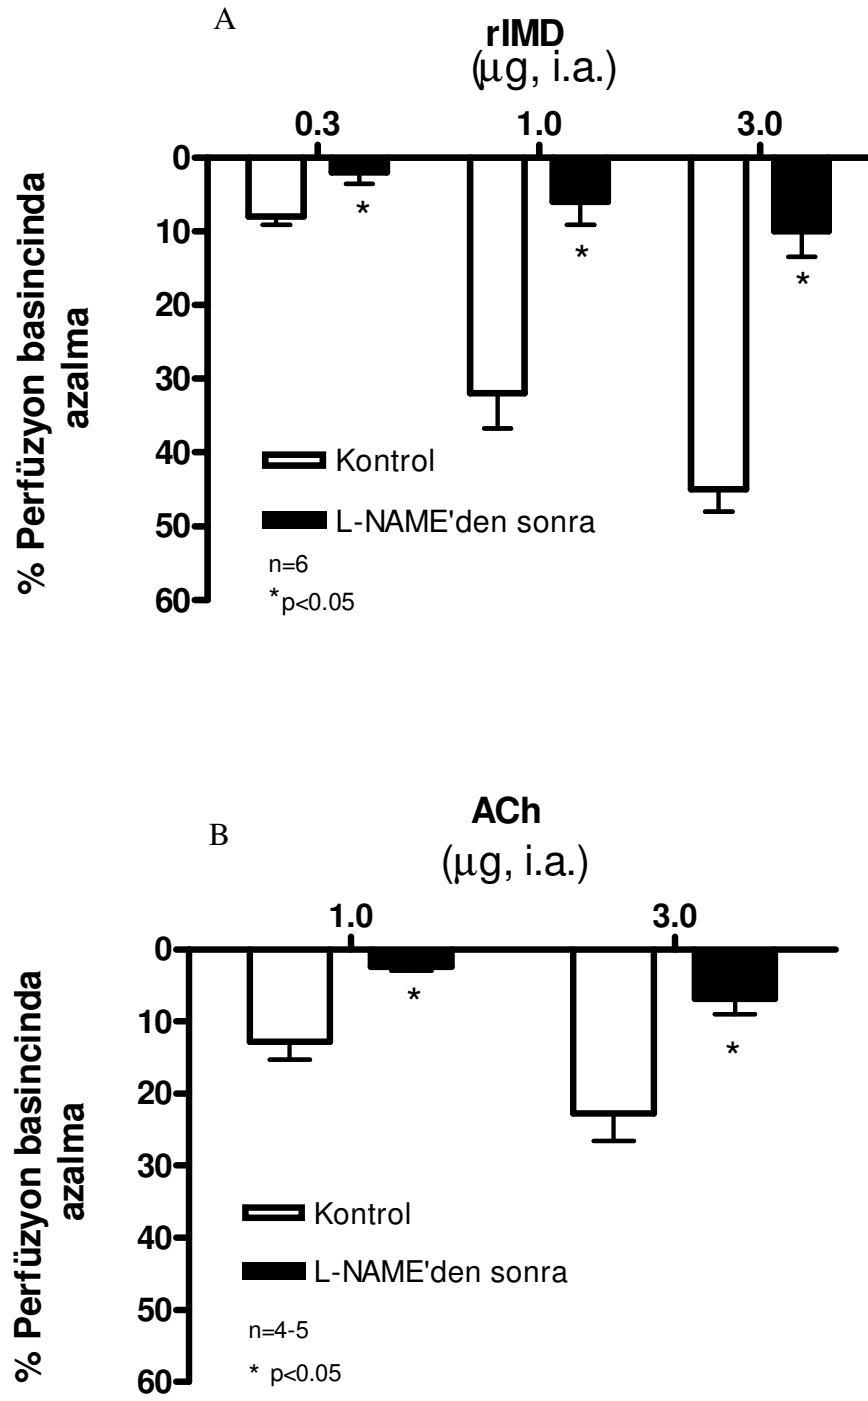 A
rIMD
(µg, i.a.)
0.3 1.0 3.0
0
10
20
30
40
50
60
% Perfüzyon basincinda
azalma
* * *
Kontrol
L-NAME'den sonra
n=6
*p<0.05
B
ACh
(µg, i.a.)
1.0 3.0
0
10
20
30
40
50
60
% Perfüzyon basincinda
azalma
* *
Kontrol
L-NAME'den sonra
n=4-5
* p<0.05